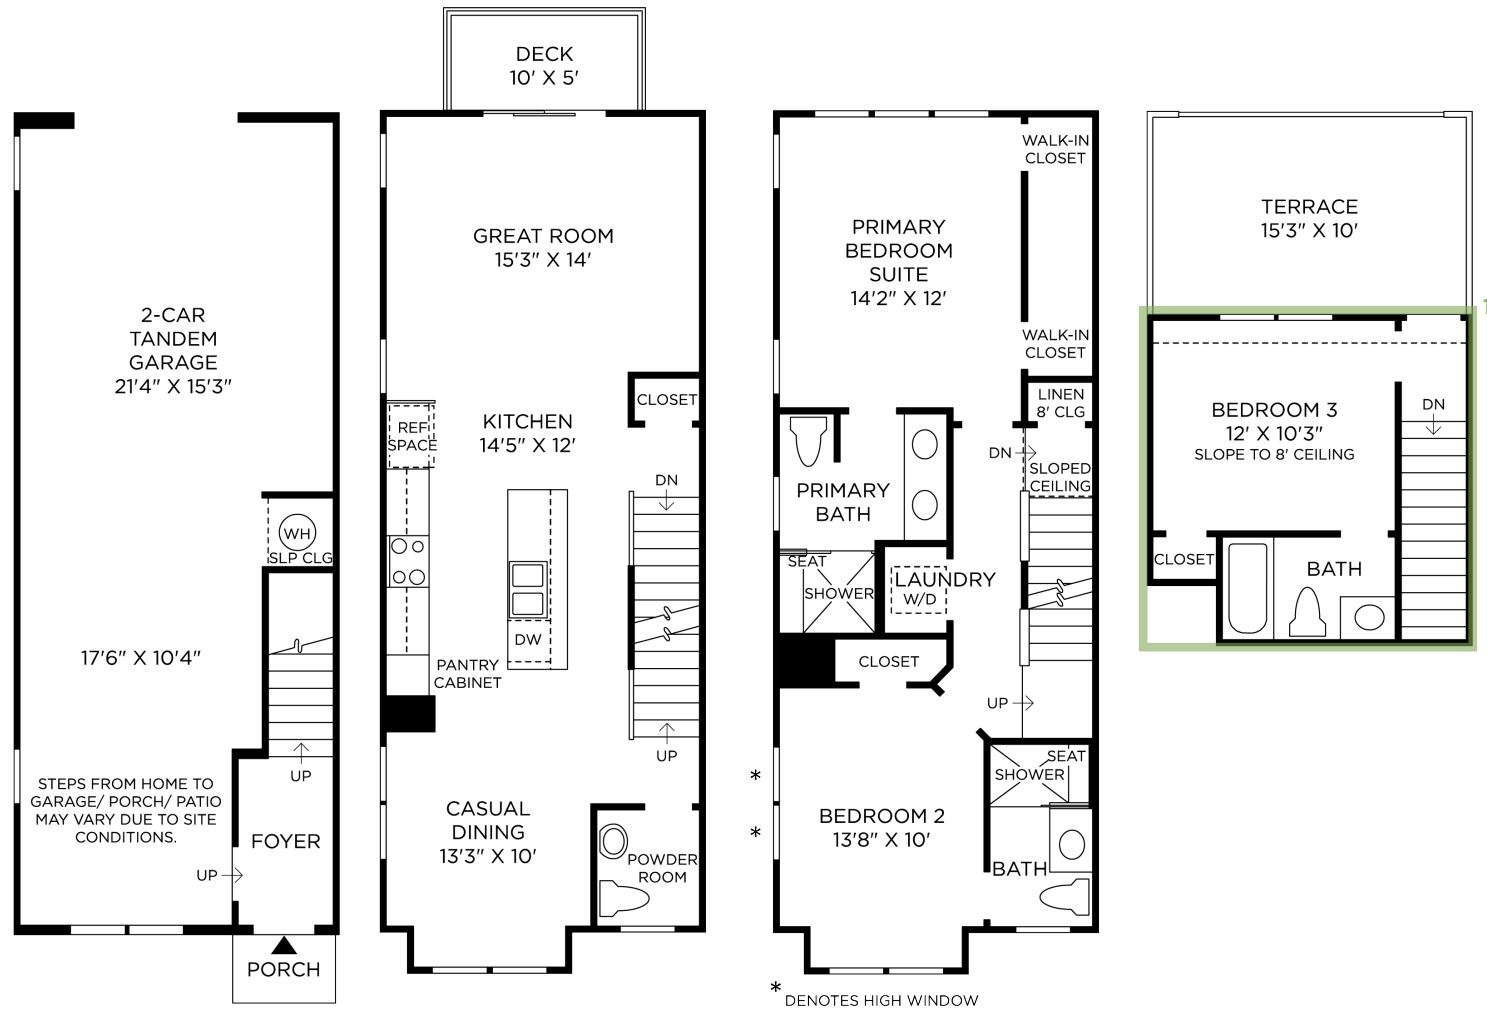 2-CAR
TANDEM
GARAGE
21'4" X 15'3"
WH
SLP CLG
17'6" X 10'4"
UP
STEPS FROM HOME TO
GARAGE/ PORCH/ PATIO
MAY VARY DUE TO SITE
CONDITIONS.
FOYER
UP
PORCH
DECK
10' X 5'
GREAT ROOM
15'3" X 14'
CLOSET
KITCHEN
14'5" X 12'
REF
SPACE
DN
DW
PANTRY
CABINET
UP
CASUAL
DINING
13'3" X 10'
POWDER
ROOM
WALK-IN
CLOSET
PRIMARY
BEDROOM
SUITE
14'2" X 12'
WALK-IN
CLOSET
LINEN
8' CLG
DN
SLOPED
CEILING
PRIMARY
BATH
SEAT
SHOWER
LAUNDRY
W/D
CLOSET
UP
SEAT
SHOWER
*
*
BEDROOM 2
13'8" X 10'
BATH
* DENOTES HIGH WINDOW
TERRACE
15'3" X 10'
1
BEDROOM 3
12' X 10'3"
SLOPE TO 8' CEILING
DN
CLOSET
BATH